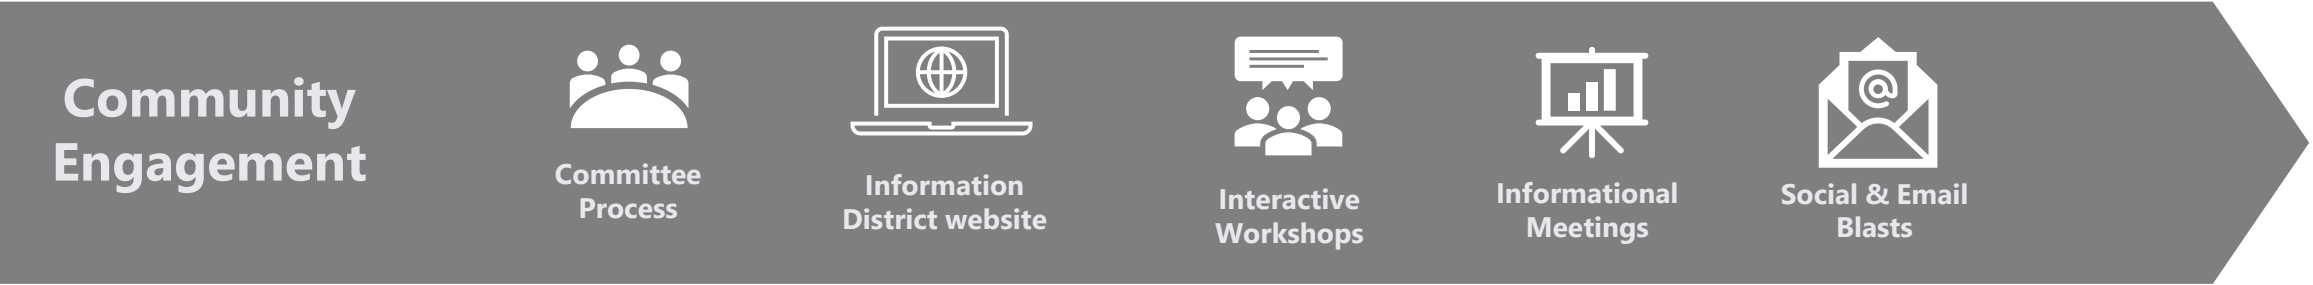 Community
Engagement
Committee
Process
Information
District website
Interactive
Workshops
Informational
Meetings
Social & Email
Blasts